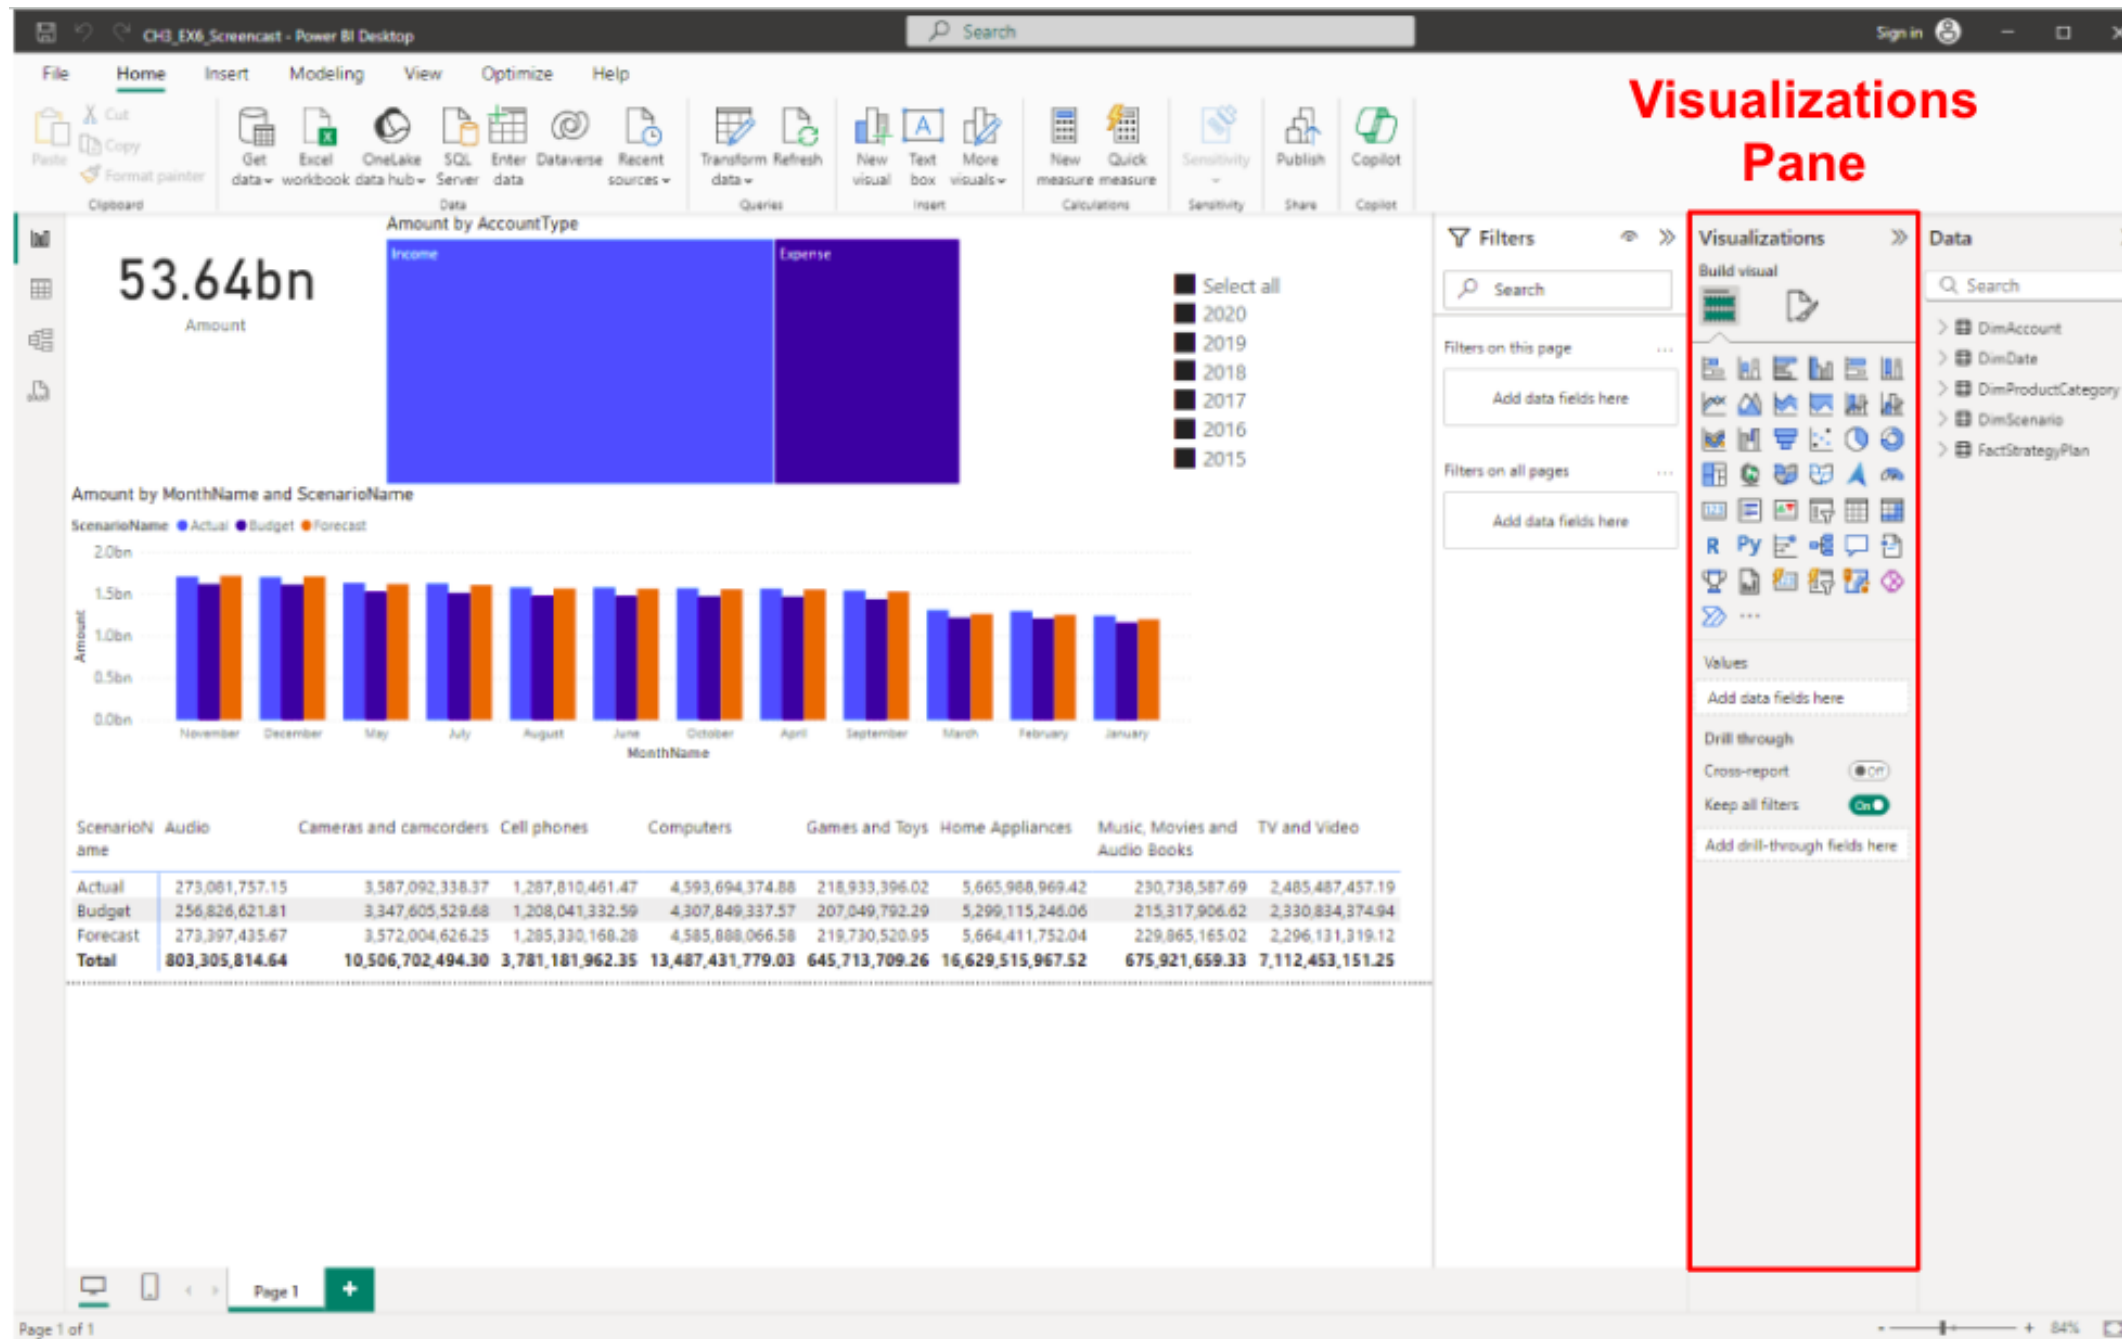 CH3_EX6_Screencast - Power BI Desktop
Search
Sign in
File Home Insert Modeling View Optimize Help
Visualizations
Pane
Paste
Cut
Copy
Format painter
Clipboard
Get data
Excel workbook
OneLake data hub
SQL Server
Enter data
Dataverse
Recent sources
Data
Transform data
Refresh
Queries
New visual
Text box
More visuals
Insert
New measure
Quick measure
Calculations
Sensitivity
Sensitivity
Publish
Share
Copilot
Copilot
53.64bn
Amount
Amount by AccountType
Income
Expense
Select all
2020
2019
2018
2017
2016
2015
Amount by MonthName and ScenarioName
ScenarioName Actual Budget Forecast
Amount
2.0bn
1.5bn
1.0bn
0.5bn
0.0bn
November December May July August June October April September March February January
MonthName
ScenarioN Audio Cameras and camcorders Cell phones Computers Games and Toys Home Appliances Music, Movies and TV and Video
ame Audio Books
Actual 273,081,757.15 3,587,092,338.37 1,287,810,461.47 4,593,694,374.88 218,933,396.02 5,665,988,969.42 230,738,587.69 2,485,487,457.19
Budget 256,826,621.81 3,347,605,529.68 1,208,041,332.59 4,307,849,337.57 207,049,792.29 5,299,115,246.06 215,317,906.62 2,330,834,374.94
Forecast 273,397,435.67 3,572,004,626.25 1,285,330,168.28 4,585,888,066.58 219,730,520.95 5,664,411,752.04 229,865,165.02 2,296,131,319.12
Total 803,305,814.64 10,506,702,494.30 3,781,181,962.35 13,487,431,779.03 645,713,709.26 16,629,515,967.52 675,921,659.33 7,112,453,151.25
Filters
Search
Filters on this page
Add data fields here
Filters on all pages
Add data fields here
Visualizations
Build visual
123
R Py
Values
Add data fields here
Drill through
Cross-report Off
Keep all filters On
Add drill-through fields here
Data
Search
DimAccount
DimDate
DimProductCategory
DimScenario
FactStrategyPlan
Page 1
+
Page 1 of 1
- + 84%